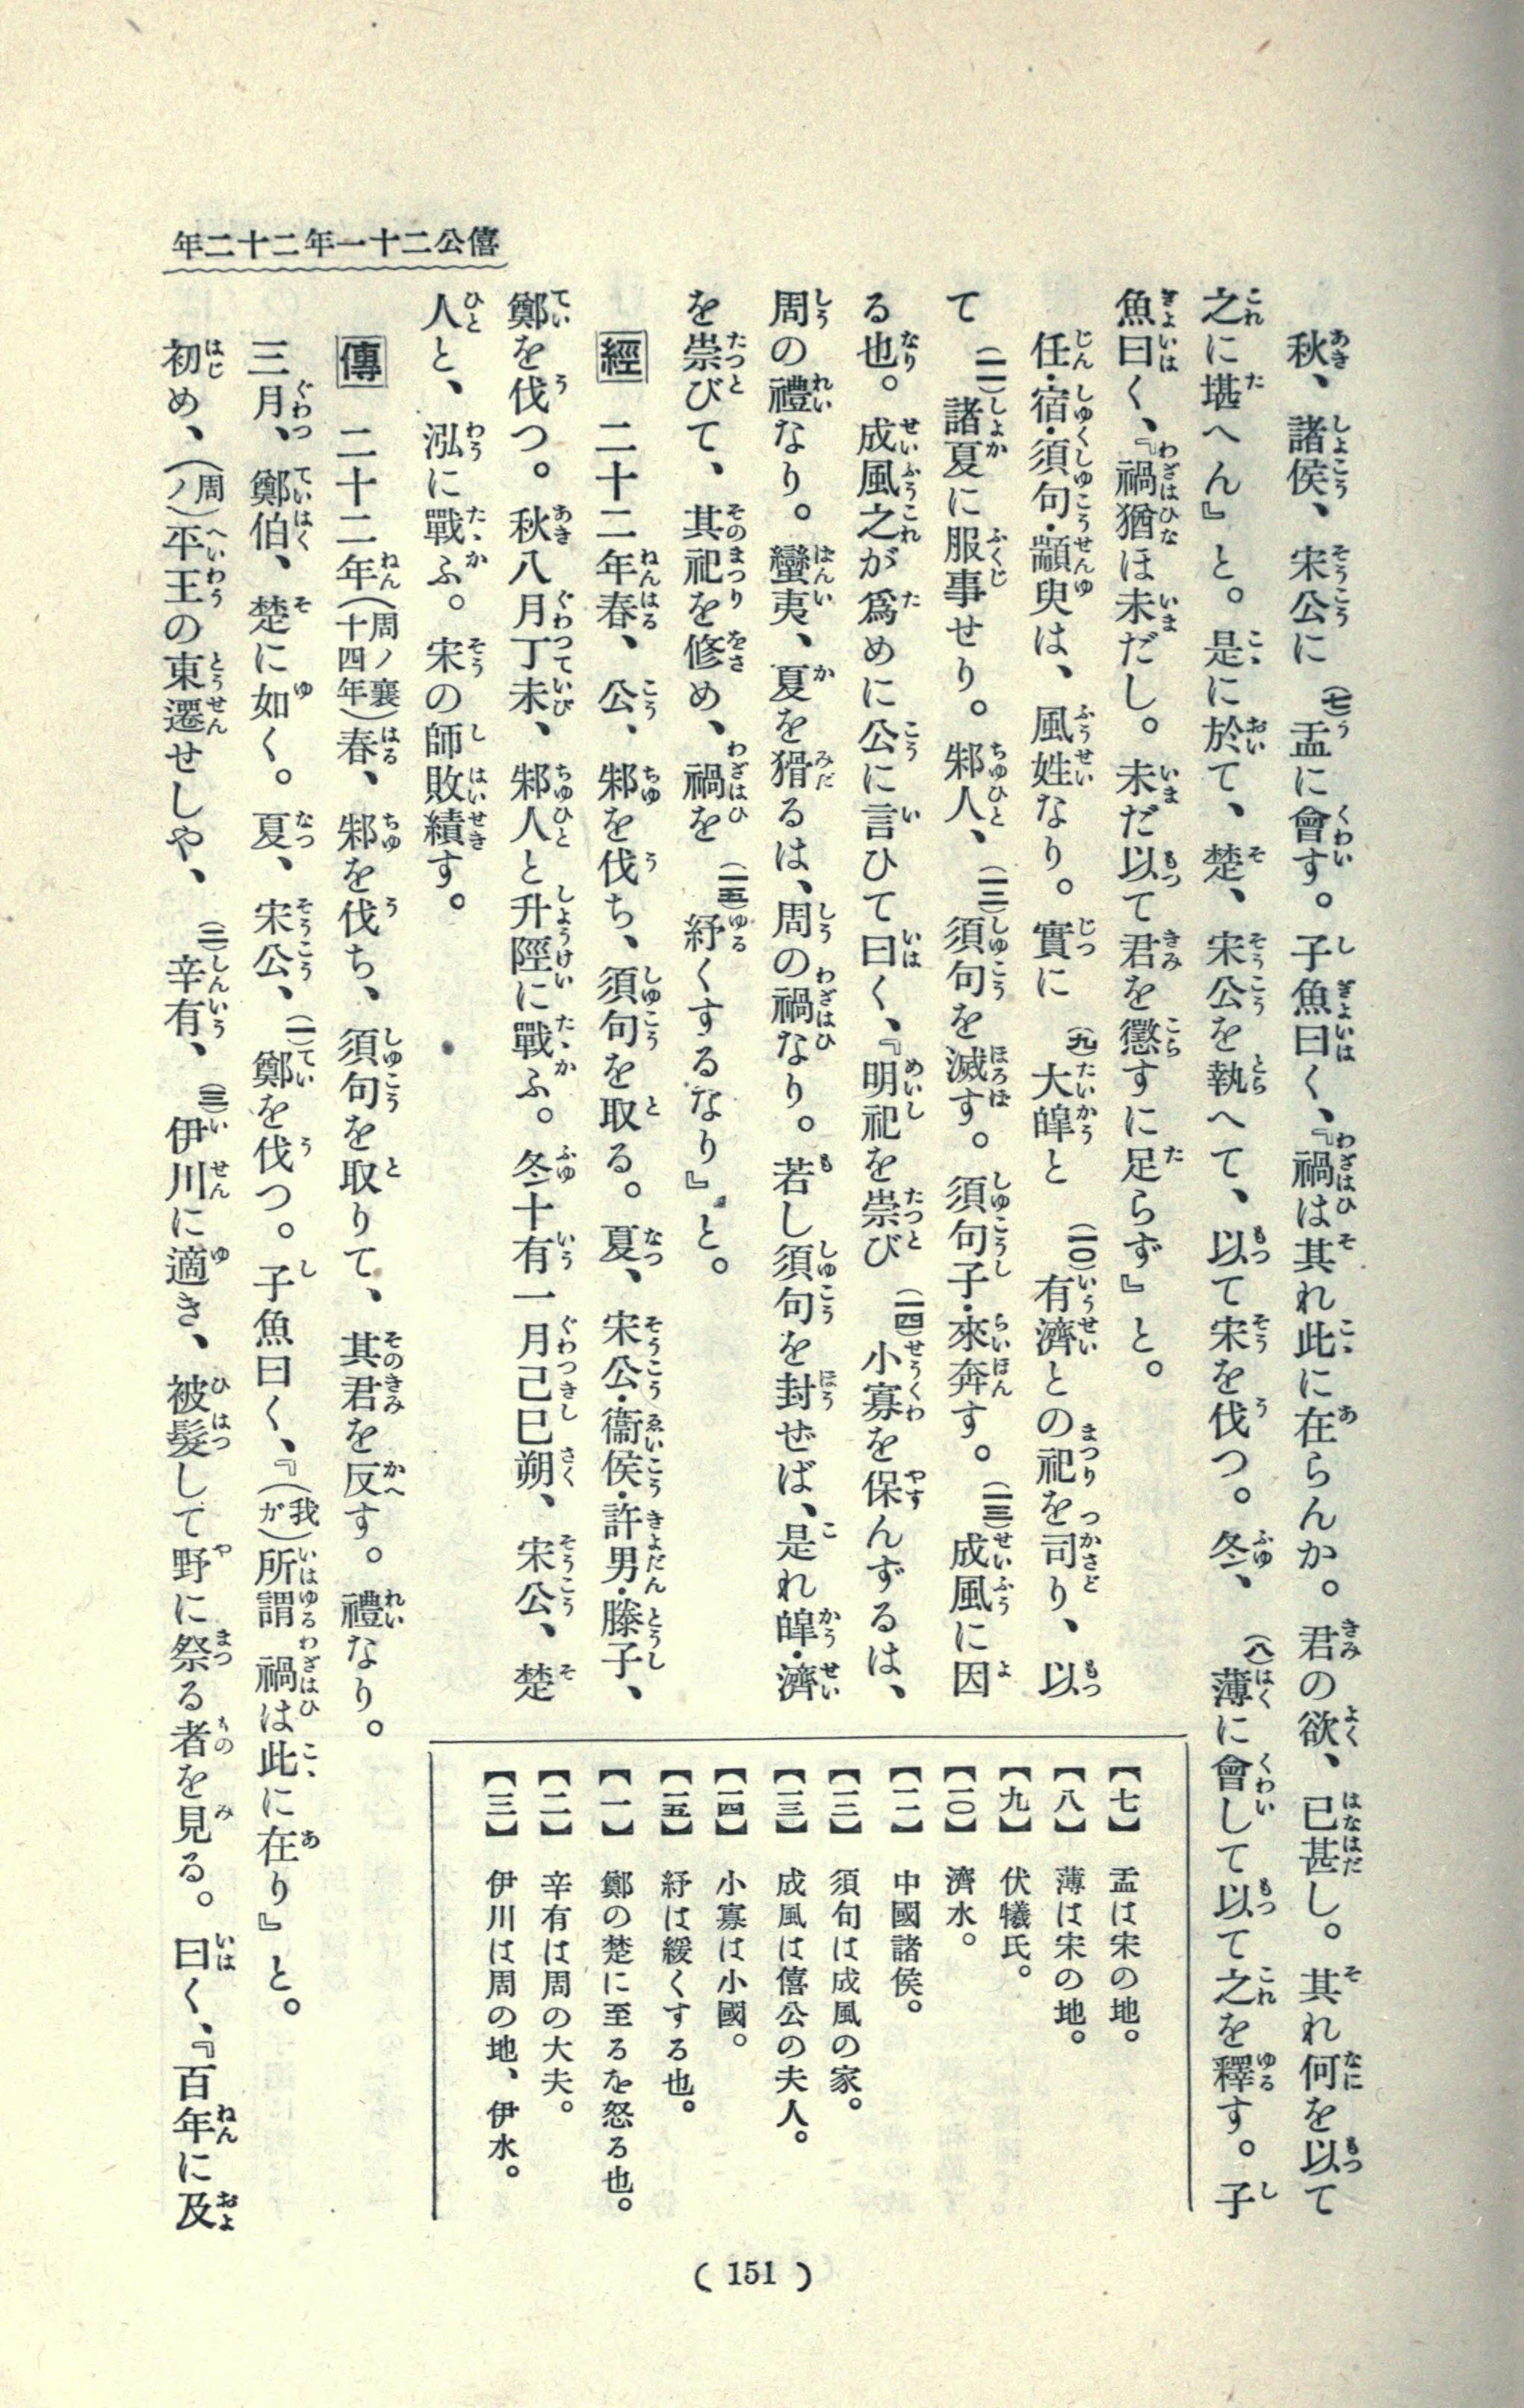 僖公二十一年二十二年
秋、諸侯、宋公に(七)盂に會す。子魚曰く、『禍は其れ此に在らんか。君の欲、已甚し。其れ何を以て
之に堪へん』と。是に於て、楚、宋公を執へて、以て宋を伐つ。冬、(八)薄に會して以て之を釋す。子
魚曰く、『禍猶ほ未だし。未だ以て君を懲すに足らず』と。
任・宿・須句・顓臾は、風姓なり。實に(九)大皥と(一〇)有濟との祀を司り、以
て(一一)諸夏に服事せり。邾人、(一二)須句を滅す。須句子・來奔す。(一三)成風に因
る也。成風之が爲めに公に言ひて曰く、『明祀を崇び(一四)小寡を保んずるは、
周の禮なり。蠻夷、夏を猾るは、周の禍なり。若し須句を封ぜば、是れ皥・濟
を崇びて、其祀を修め、禍を(一五)紓くするなり』と。
經 二十二年春、公、邾を伐ち、須句を取る。夏、宋公・衞侯・許男・滕子、
鄭を伐つ。秋八月丁未、邾人と升陘に戰ふ。冬十有一月己巳朔、宋公、楚
人と、泓に戰ふ。宋の師敗績す。
傳 二十二年(周ノ襄十四年)春、邾を伐ち、須句を取りて、其君を反す。禮なり。
三月、鄭伯、楚に如く。夏、宋公、(一)鄭を伐つ。子魚曰く、『(我ガ)所謂禍は此に在り』と。
初め、(周ノ)平王の東遷せしや、(二)辛有、(三)伊川に適き、被髮して野に祭る者を見る。曰く、『百年に及
【七】 盂は宋の地。
【八】 薄は宋の地。
【九】 伏犧氏。
【一〇】 濟水。
【一一】 中國諸侯。
【一二】 須句は成風の家。
【一三】 成風は僖公の夫人。
【一四】 小寡は小國。
【一五】 紓は緩くする也。
【一】 鄭の楚に至るを怒る也。
【二】 辛有は周の大夫。
【三】 伊川は周の地、伊水。
( 151 )